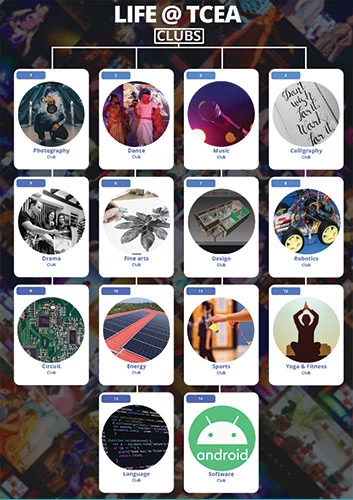 LIFE @ TCEA
CLUBS
1
Photography
Club
2
Dance
Club
3
Music
Club
4
Don't
wish
for it.
Work
for it.
Calligraphy
Club
5
Drama
Club
6
Fine arts
Club
7
Design
Club
8
Robotics
Club
9
Circuit
Club
10
Energy
Club
11
Sports
Club
12
Yoga & Fitness
Club
13
Language
Club
14
android
Software
Club